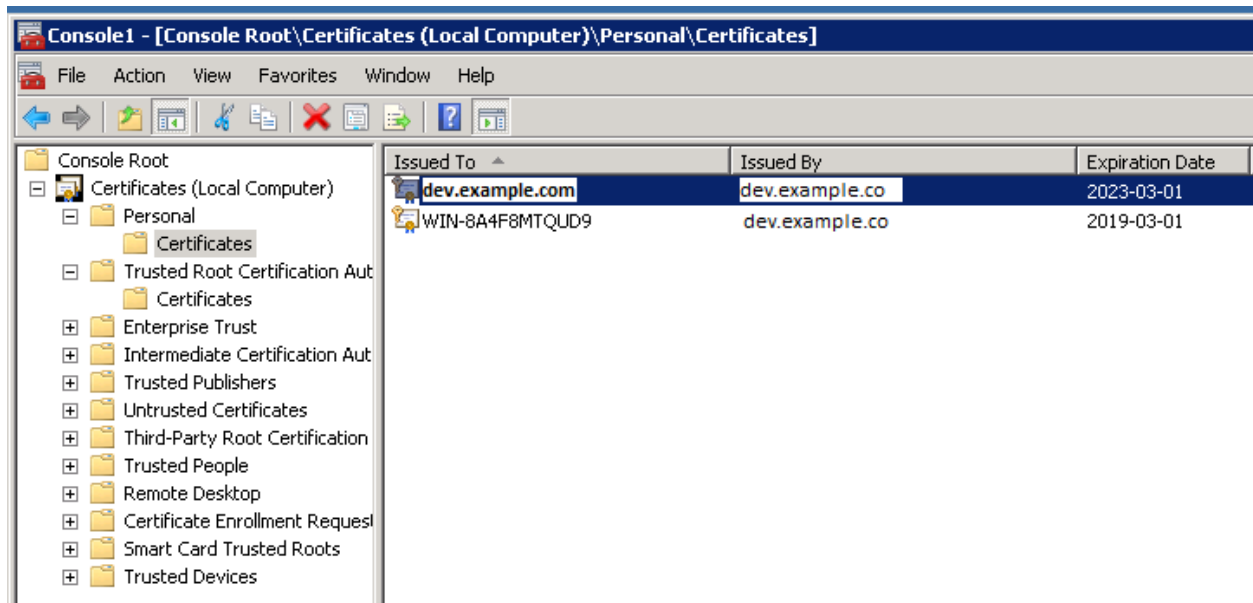 Console1 - [Console Root\Certificates (Local Computer)\Personal\Certificates]
File Action View Favorites Window Help
Console Root
Certificates (Local Computer)
Personal
Certificates
Trusted Root Certification Aut
Certificates
Enterprise Trust
Intermediate Certification Aut
Trusted Publishers
Untrusted Certificates
Third-Party Root Certification
Trusted People
Remote Desktop
Certificate Enrollment Request
Smart Card Trusted Roots
Trusted Devices
Issued To Issued By Expiration Date
dev.example.com dev.example.co 2023-03-01
WIN-8A4F8MTQUD9 dev.example.co 2019-03-01